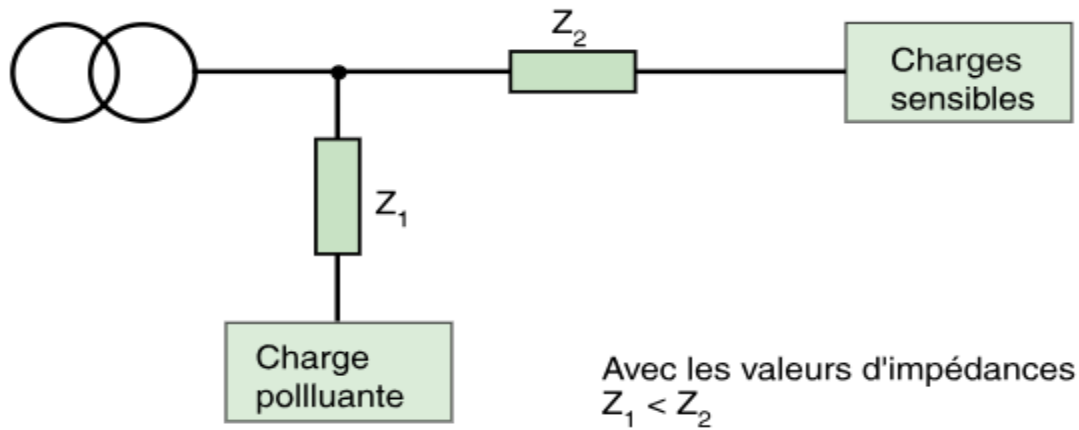 Z2
Charges
sensibles
Z1
Charge
pollluante
Avec les valeurs d'impédances
Z1 < Z2